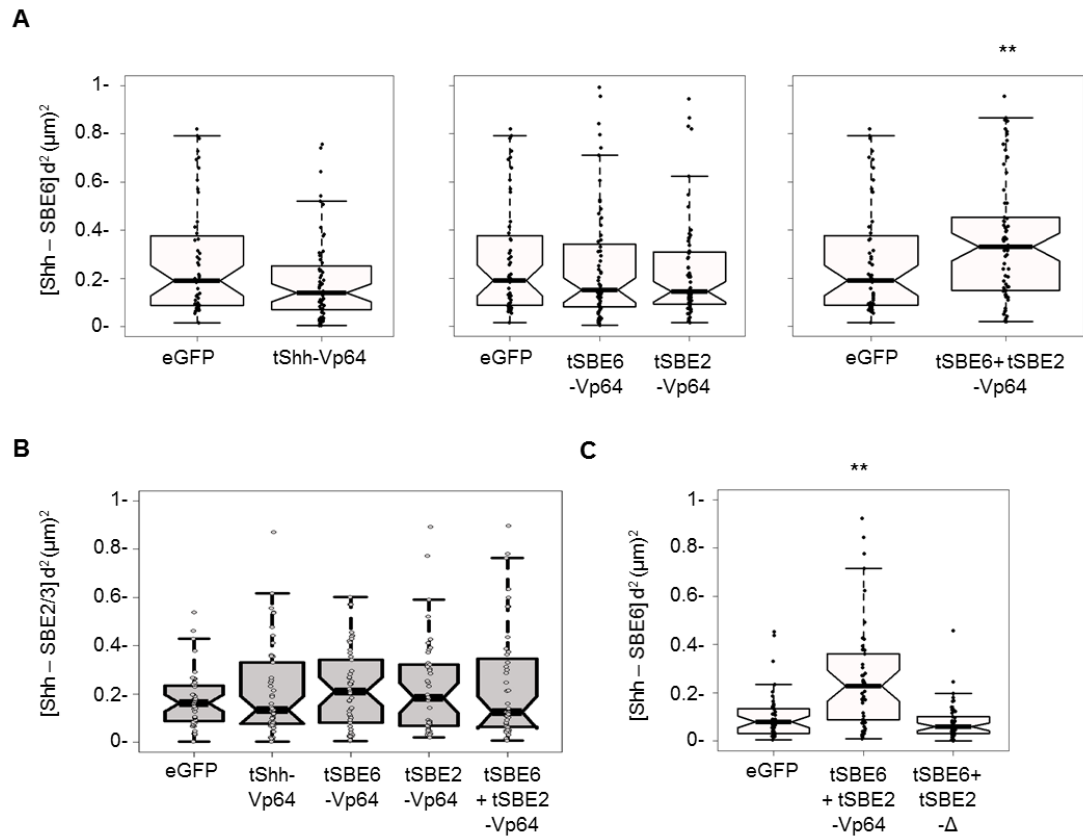 A
**
[Shh – SBE6] d² (µm)²
1-
0.8-
0.6-
0.4-
0.2-
0-
eGFP
tShh-Vp64
eGFP
tSBE6
-Vp64
tSBE2
-Vp64
eGFP
tSBE6+ tSBE2
-Vp64
B
[Shh – SBE2/3] d² (µm)²
1-
0.8-
0.6-
0.4-
0.2-
0-
eGFP
tShh-
Vp64
tSBE6
-Vp64
tSBE2
-Vp64
tSBE6
+ tSBE2
-Vp64
C
**
[Shh – SBE6] d² (µm)²
1-
0.8-
0.6-
0.4-
0.2-
0-
eGFP
tSBE6
+ tSBE2
-Vp64
tSBE6+
tSBE2
-Δ